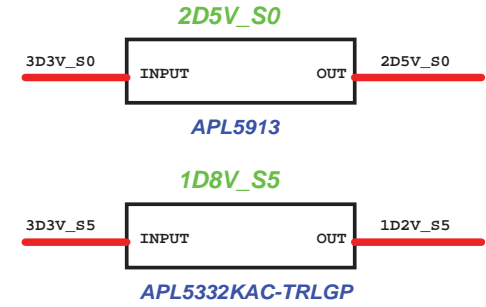 2D5V_S0
3D3V_S0 INPUT OUT 2D5V_S0
APL5913
1D8V_S5
3D3V_S5 INPUT OUT 1D2V_S5
APL5332KAC-TRLGP